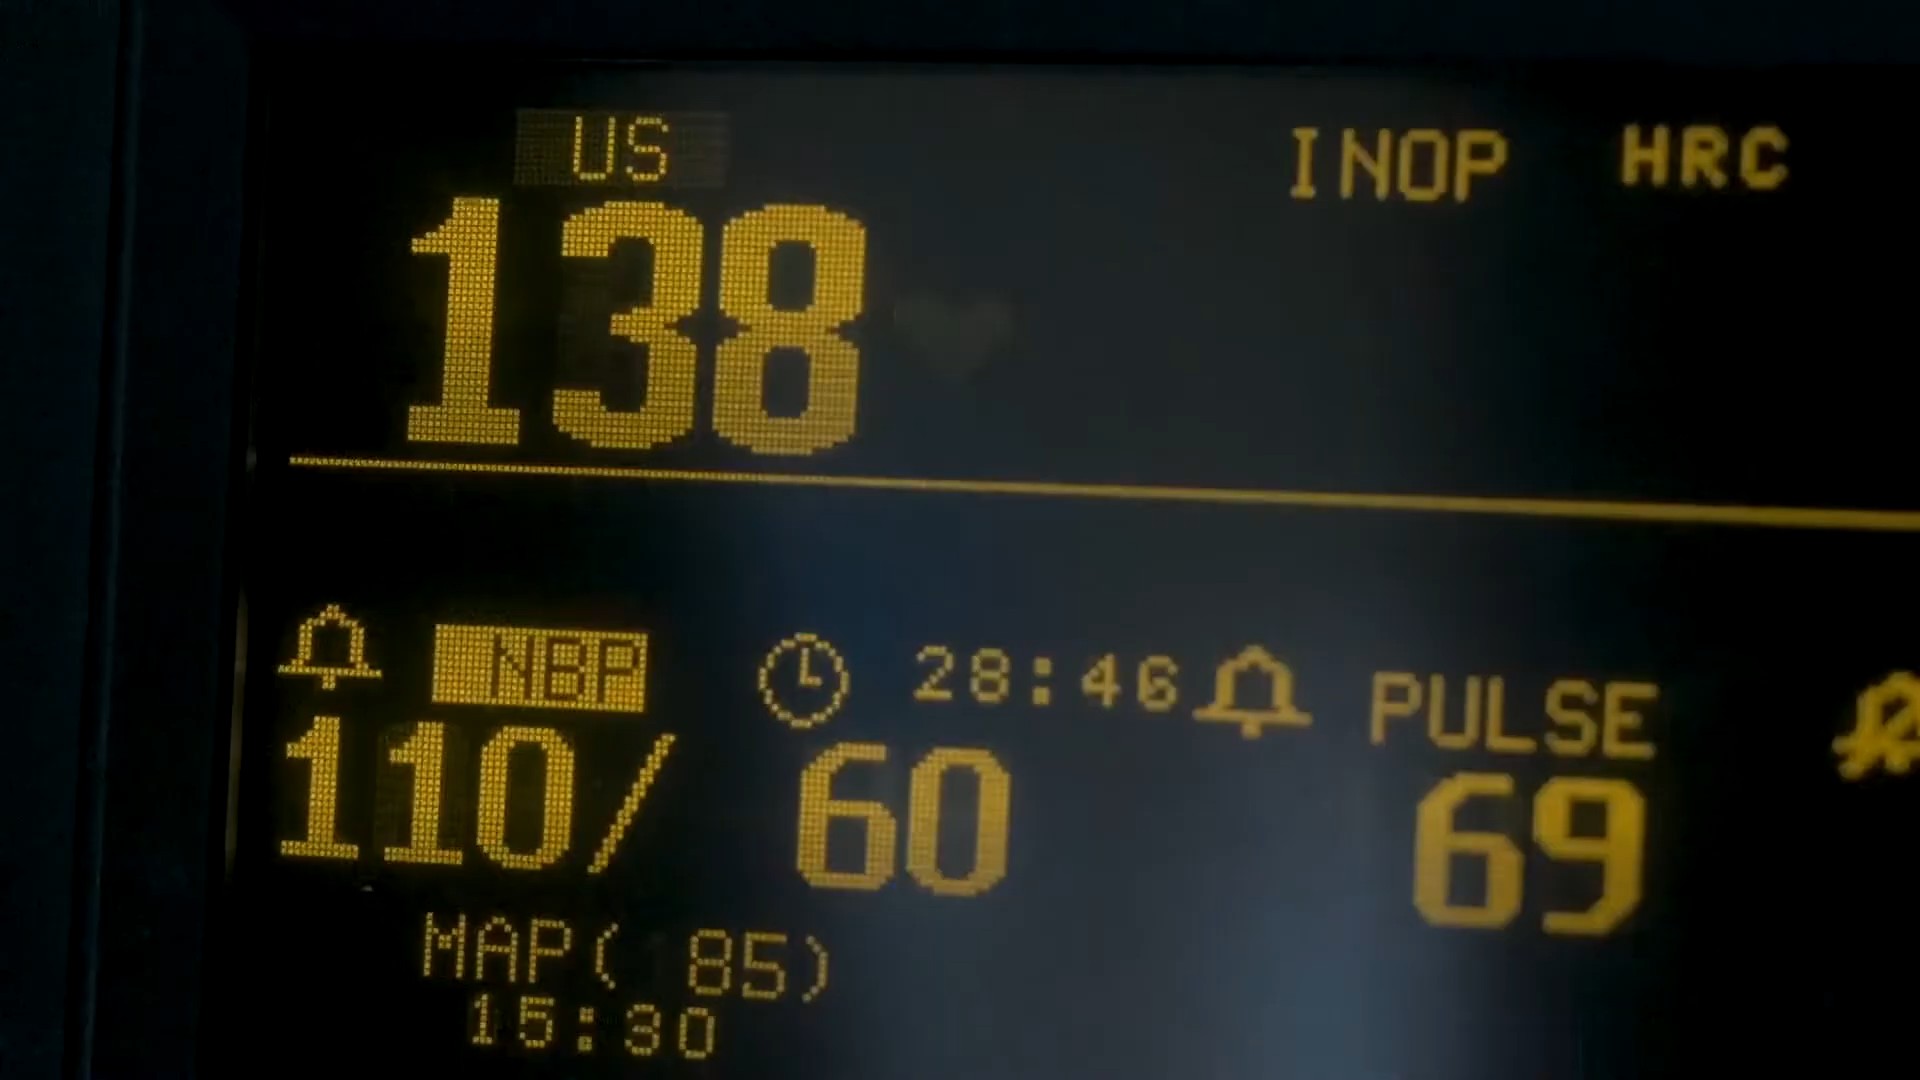 US
INOP HRC
138
NBP 28:46 PULSE
110/ 60 69
MAP( 85)
15:30